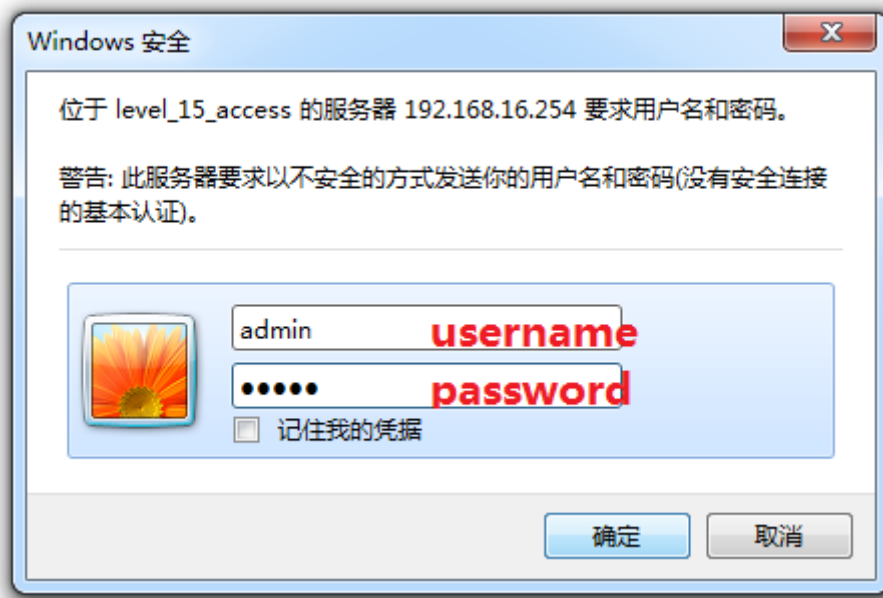 Windows 安全
位于 level_15_access 的服务器 192.168.16.254 要求用户名和密码。
警告: 此服务器要求以不安全的方式发送你的用户名和密码(没有安全连接
的基本认证)。
admin username
●●●●● password
记住我的凭据
确定 取消